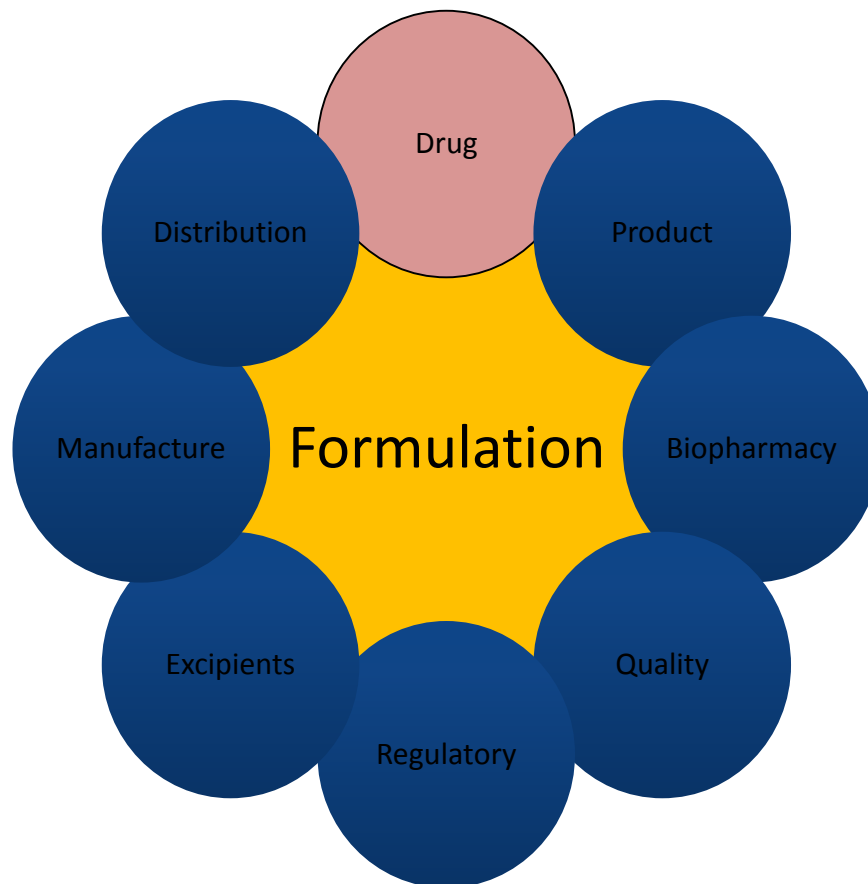 Drug
Distribution
Product
Manufacture
Formulation
Biopharmacy
Excipients
Quality
Regulatory